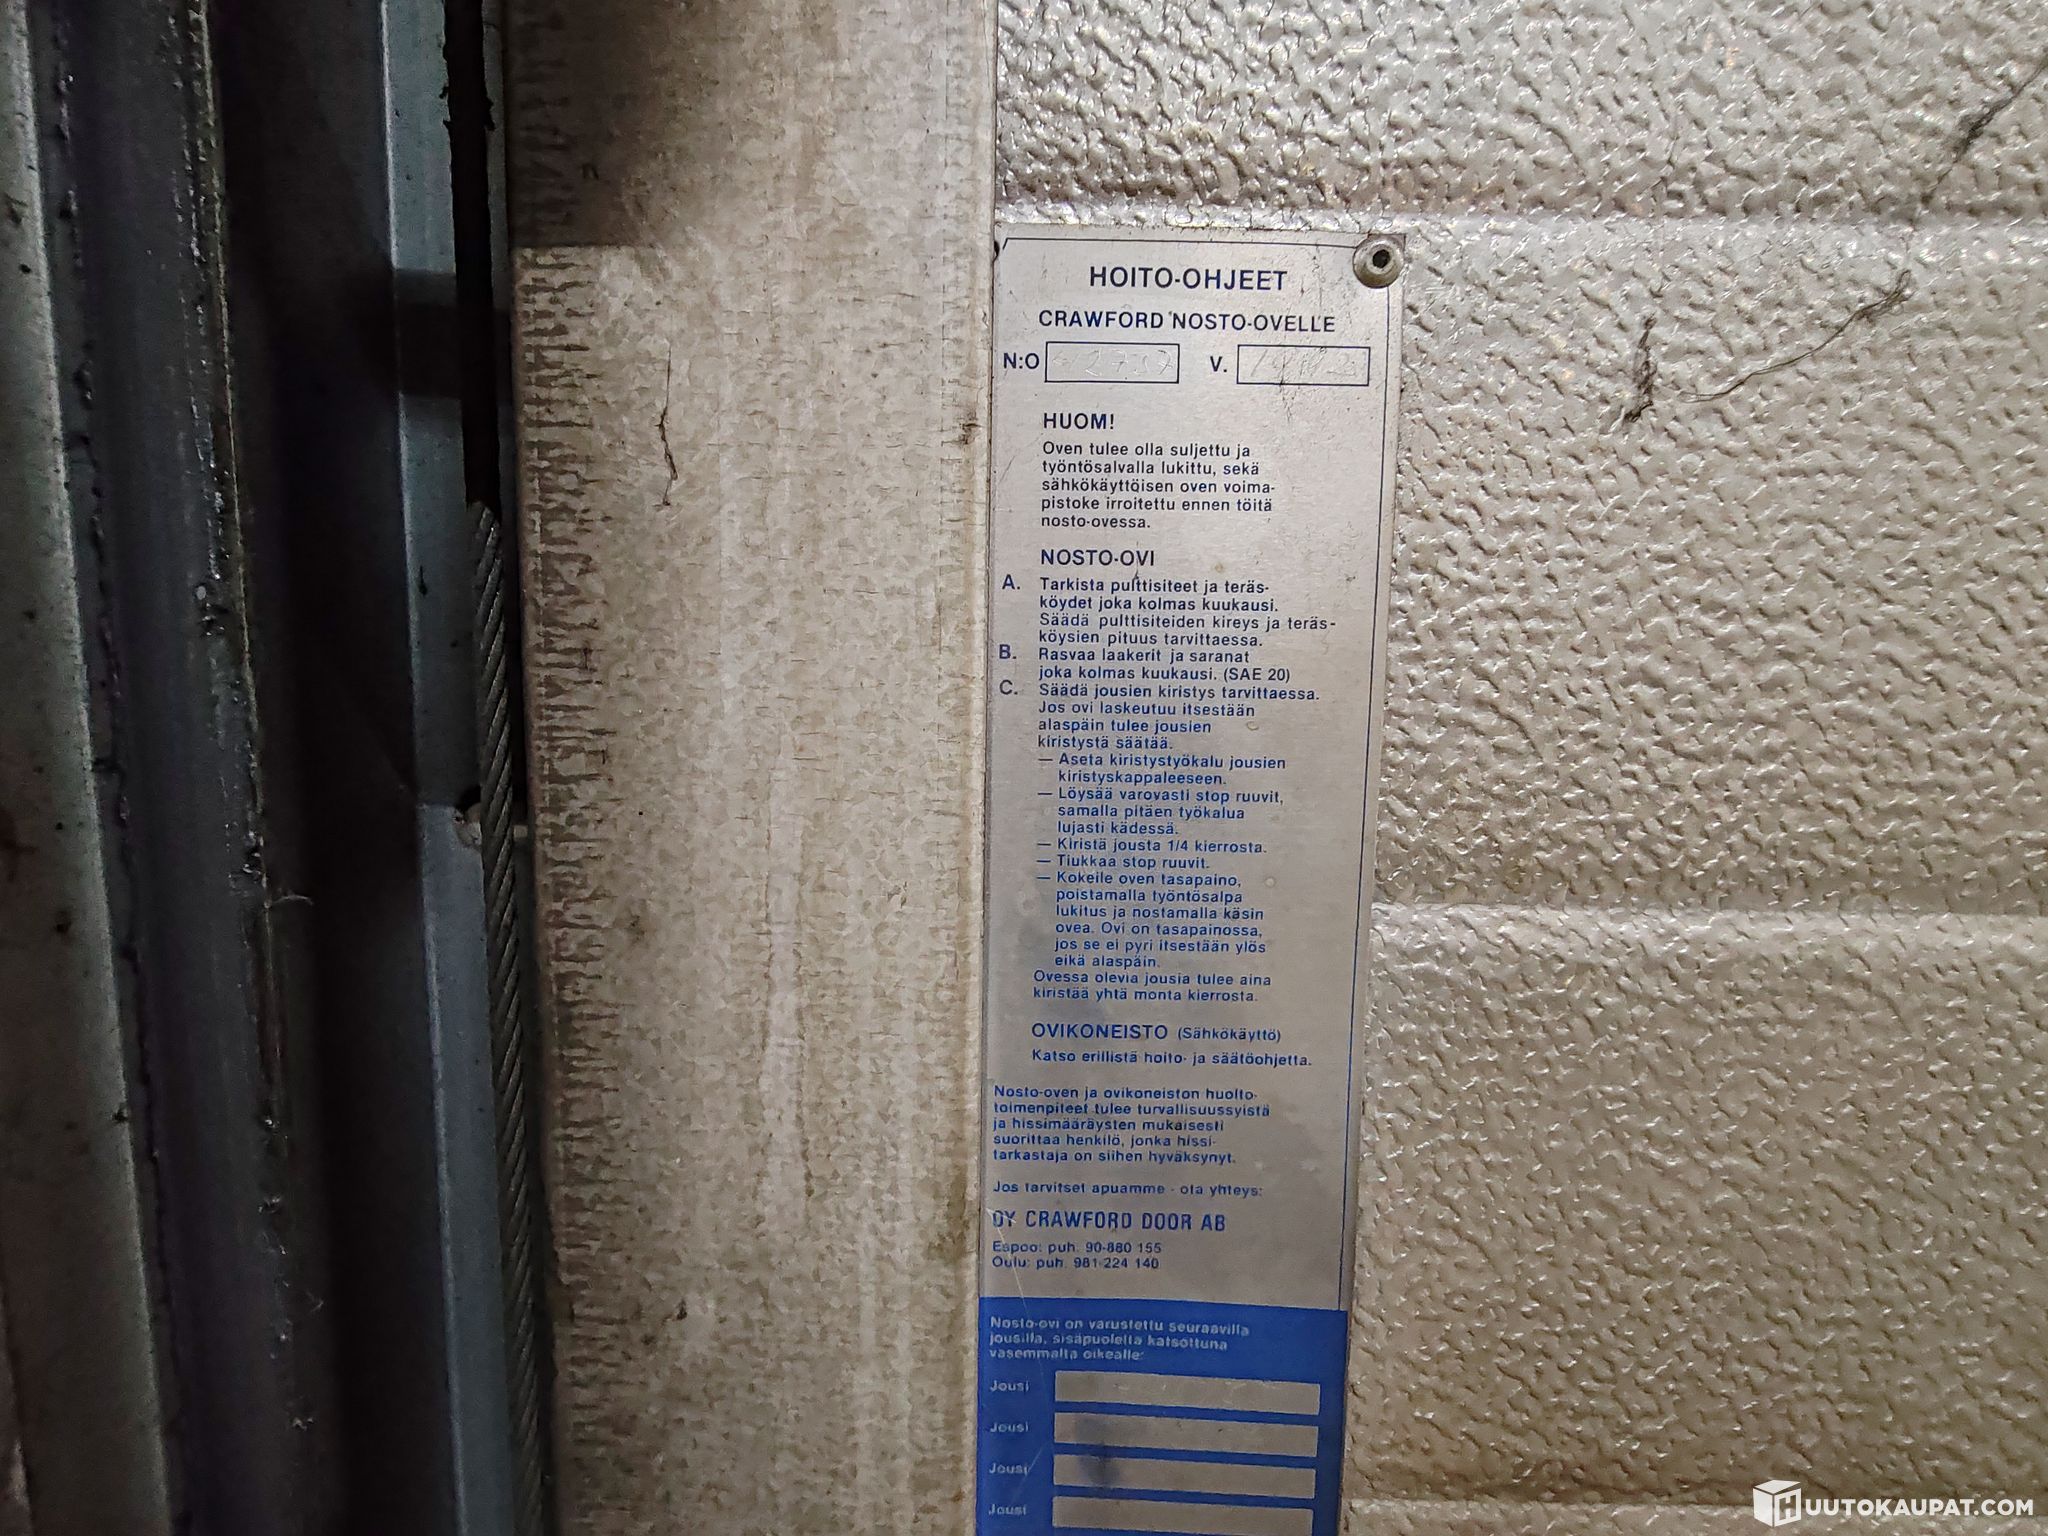 HOITO-OHJEET
CRAWFORD NOSTO-OVELLE
N:O V.
HUOM!
Oven tulee olla suljettu ja
työntösalvalla lukittu, sekä
sähkökäyttöisen oven voima-
pistoke irroitettu ennen töitä
nosto-ovessa.
NOSTO-OVI
A. Tarkista pulttisiteet ja teräs-
köydet joka kolmas kuukausi.
Säädä pulttisiteiden kireys ja teräs-
köysien pituus tarvittaessa.
B. Rasvaa laakerit ja saranat
joka kolmas kuukausi. (SAE 20)
C. Säädä jousien kiristys tarvittaessa.
Jos ovi laskeutuu itsestään
alaspäin tulee jousien
kiristystä säätää.
— Aseta kiristystyökalu jousien
kiristyskappaleeseen.
— Löysää varovasti stop ruuvit,
samalla pitäen työkalua
lujasti kädessä.
— Kiristä jousta 1/4 kierrosta.
— Tiukkaa stop ruuvit.
— Kokeile oven tasapaino,
poistamalla työntösalpa
lukitus ja nostamalla käsin
ovea. Ovi on tasapainossa,
jos se ei pyri itsestään ylös
eikä alaspäin.
Ovessa olevia jousia tulee aina
kiristää yhtä monta kierrosta.
OVIKONEISTO (Sähkökäyttö)
Katso erillistä hoito- ja säätöohjetta.
Nosto-oven ja ovikoneiston huolto-
toimenpiteet tulee turvallisuussyistä
ja hissimääräysten mukaisesti
suorittaa henkilö, jonka hissi-
tarkastaja on siihen hyväksynyt.
Jos tarvitset apuamme - ota yhteys:
OY CRAWFORD DOOR AB
Espoo: puh. 90-880 155
Oulu: puh. 981-224 140
Nosto-ovi on varustettu seuraavilla
jousilla, sisäpuolelta katsottuna
vasemmalta oikealle:
Jousi
Jousi
Jousi
Jousi
HUUTOKAUPAT.COM